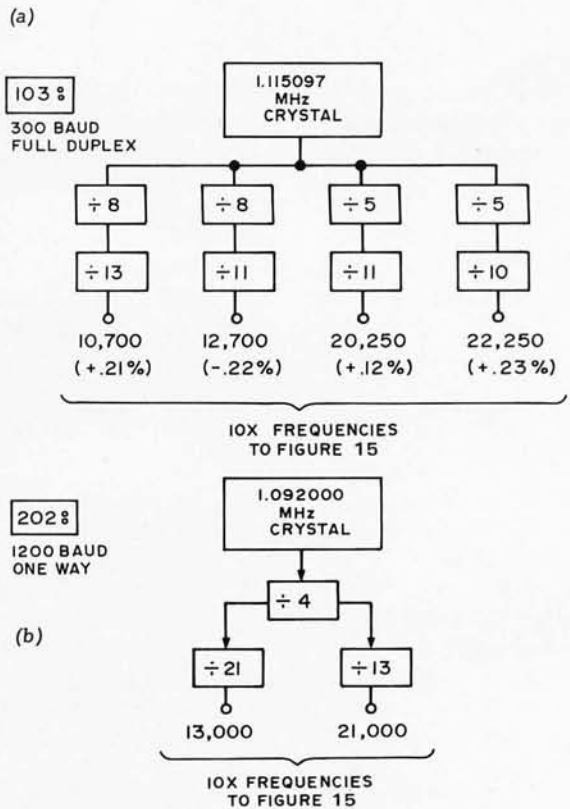 (a)
103:
300 BAUD
FULL DUPLEX
1.115097
MHz
CRYSTAL
÷8 ÷8 ÷5 ÷5
÷13 ÷11 ÷11 ÷10
10,700 12,700 20,250 22,250
(+.21%) (-.22%) (+.12%) (+.23%)
10X FREQUENCIES
TO FIGURE 15
202:
1200 BAUD
ONE WAY
1.092000
MHz
CRYSTAL
÷4
(b)
÷21 ÷13
13,000 21,000
10X FREQUENCIES
TO FIGURE 15